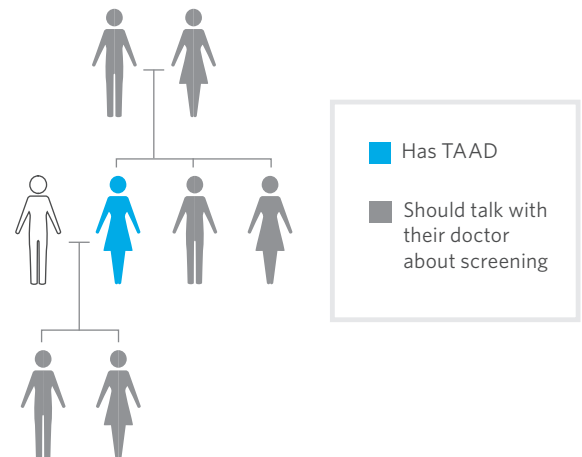 Has TAAD
Should talk with
their doctor
about screening